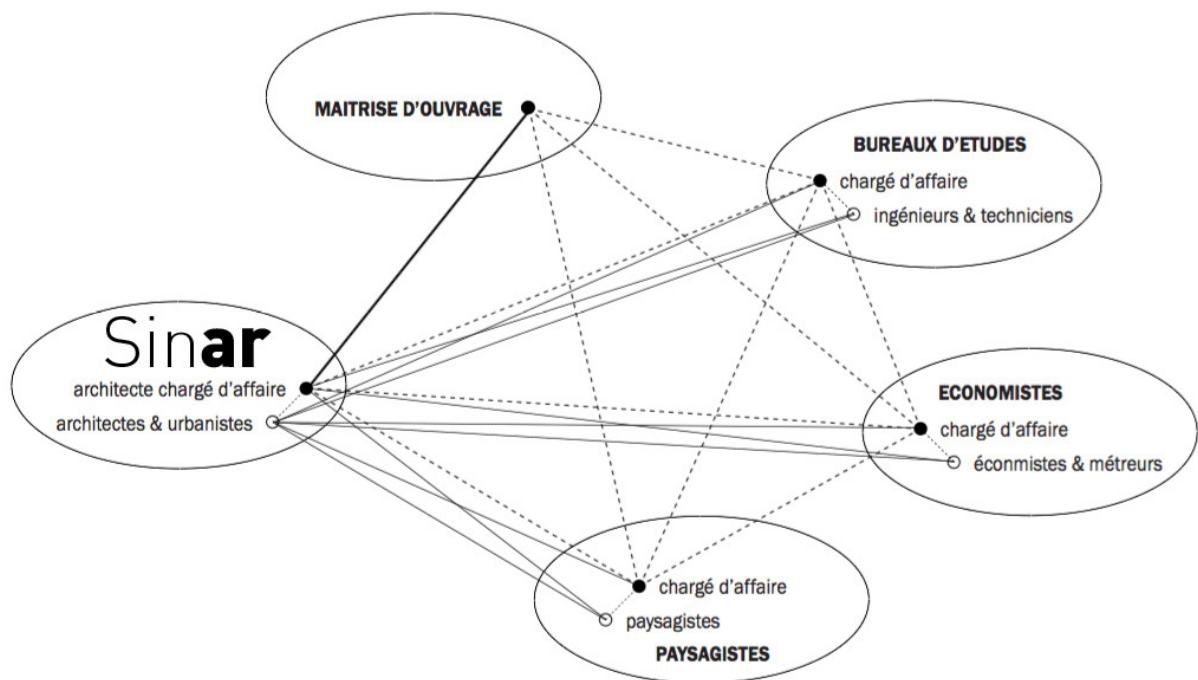 MAITRISE D'OUVRAGE
BUREAUX D'ETUDES
chargé d'affaire
ingénieurs & techniciens
Sinar
architecte chargé d'affaire
architectes & urbanistes
ECONOMISTES
chargé d'affaire
éconmistes & métreurs
chargé d'affaire
paysagistes
PAYSAGISTES